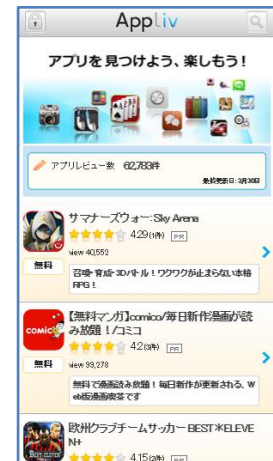 Appliv
アプリを見つけよう、楽しもう！
アプリレビュー数 62,783件
最終更新日：3月30日
サマナーズウォー：Sky Arena
4.29(1件) PR
無料
view 40,552
召喚・育成・3Dバトル！ワクワクが止まらない本格
RPG！
【無料マンガ】comico/毎日新作漫画が読
み放題！/コミコ
comico
4.2(3件) PR
無料
view 99,278
無料で漫画読み放題！毎日新作が更新される、W
eb版漫画喫茶です
欧州クラブチームサッカー BEST*ELEVE
N+
BEST ELEVEN
4.15(2件) PR